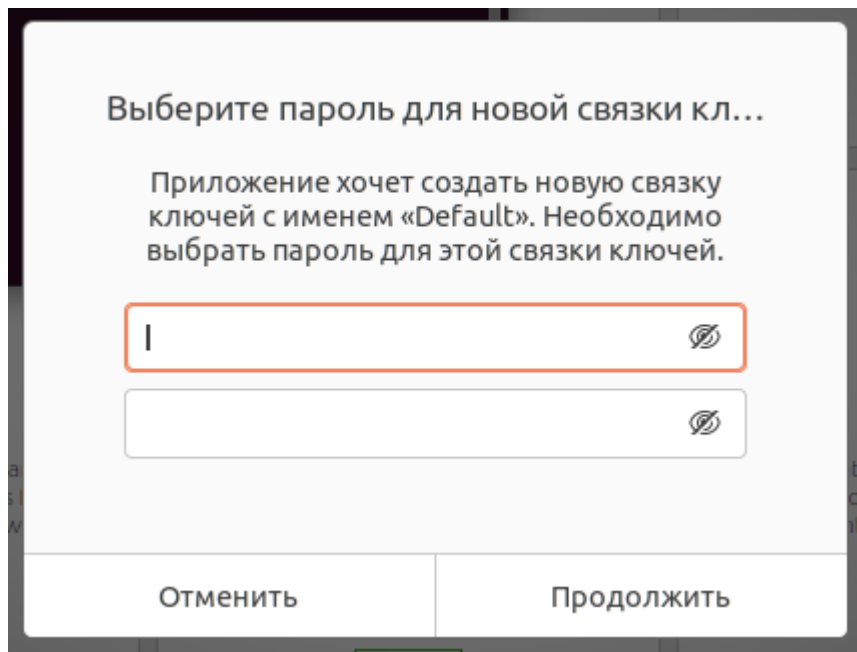 Выберите пароль для новой связки кл…
Приложение хочет создать новую связку
ключей с именем «Default». Необходимо
выбрать пароль для этой связки ключей.
Отменить
Продолжить